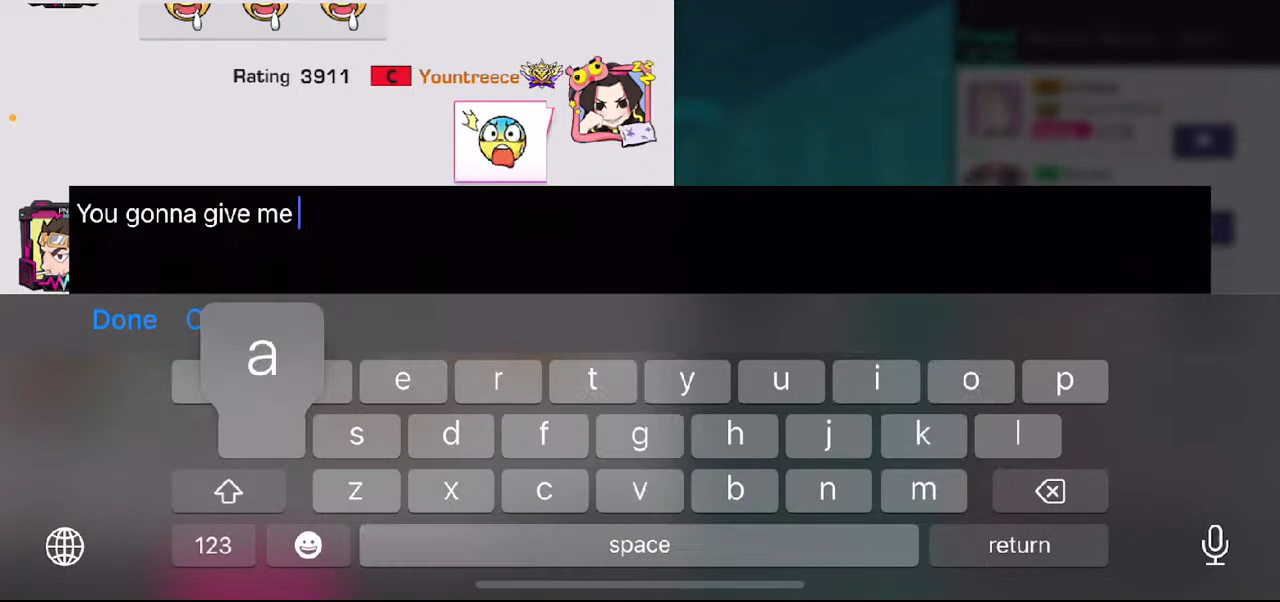 Rating 3911 C Yountreece
You gonna give me
Done
a
e r t y u i o p
s d f g h j k l
z x c v b n m
123 space return